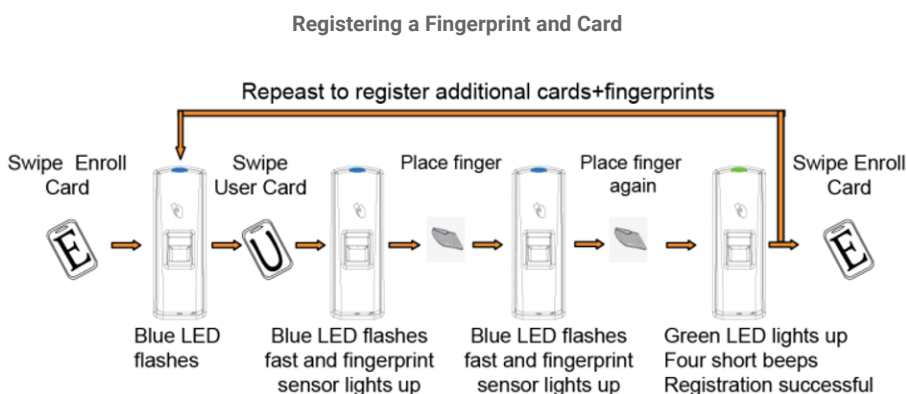 Registering a Fingerprint and Card
Repeast to register additional cards+fingerprints
Swipe Enroll
Card
Swipe
User Card
Place finger
Place finger
again
Swipe Enroll
Card
E
U
E
Blue LED
flashes
Blue LED flashes
fast and fingerprint
sensor lights up
Blue LED flashes
fast and fingerprint
sensor lights up
Green LED lights up
Four short beeps
Registration successful